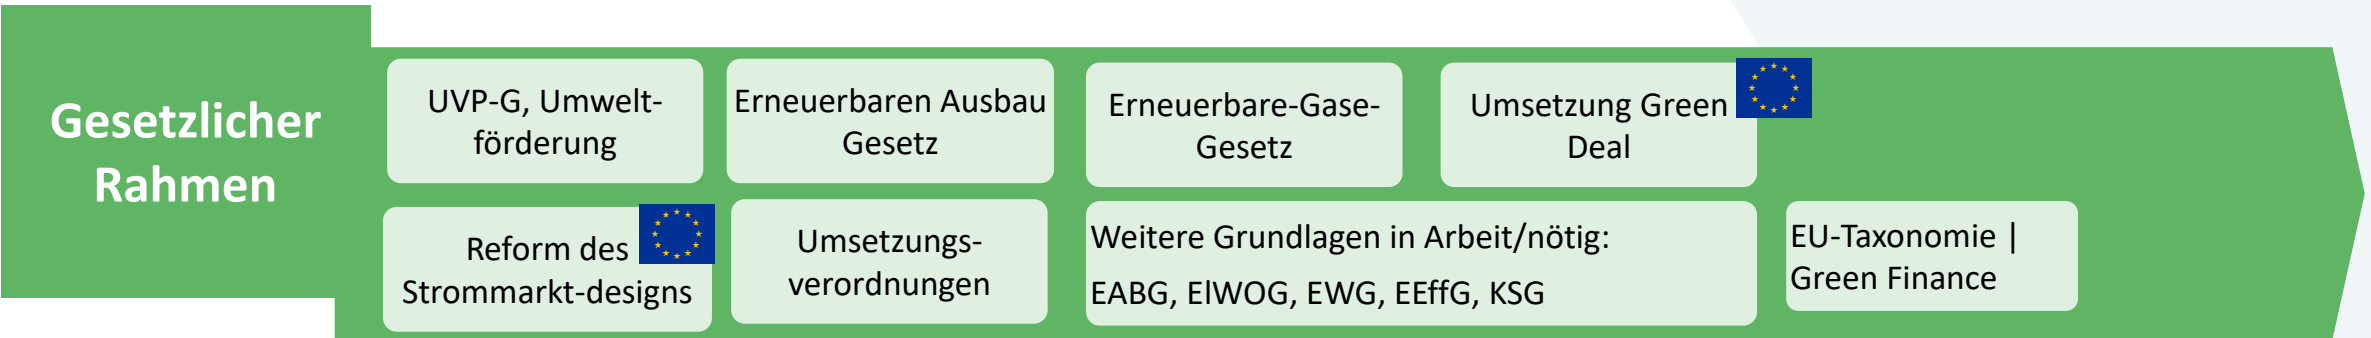 Gesetzlicher
Rahmen
UVP-G, Umwelt-
förderung
Erneuerbaren Ausbau
Gesetz
Erneuerbare-Gase-
Gesetz
Umsetzung Green
Deal
Reform des
Strommarkt-designs
Umsetzungs-
verordnungen
Weitere Grundlagen in Arbeit/nötig:
EABG, ElWOG, EWG, EEffG, KSG
EU-Taxonomie |
Green Finance